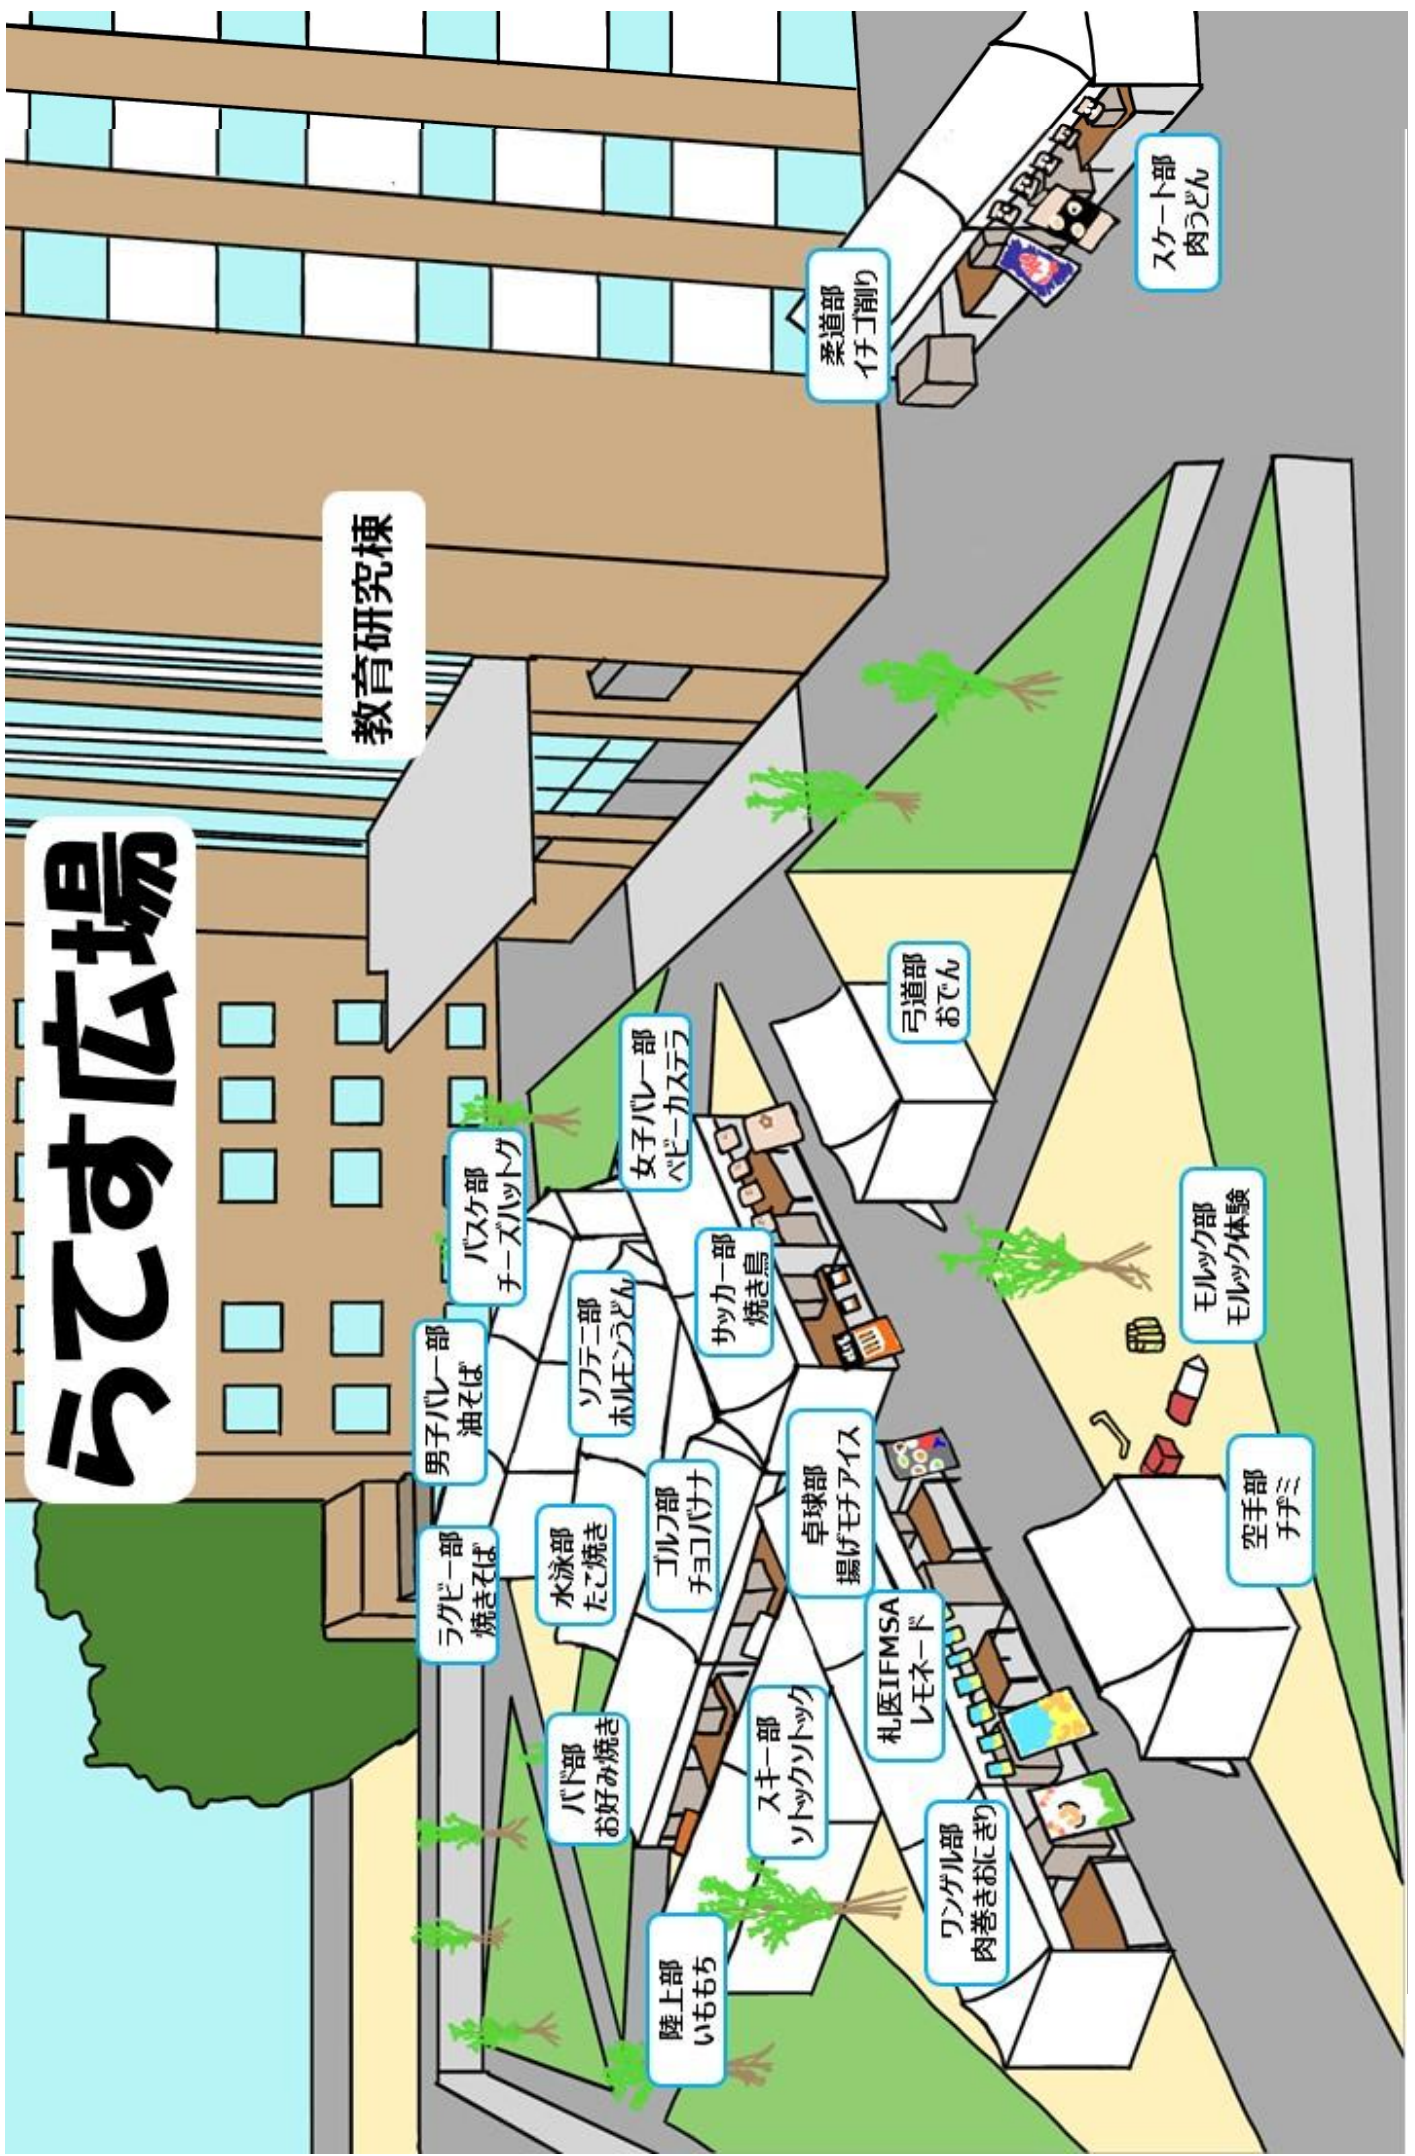 らてす広場
教育研究棟
ラグビー部
焼きそば
男子バレー部
油そば
バスケ部
チーズハットグ
バド部
お好み焼き
水泳部
たこ焼き
ソフテニ部
ホルモンうどん
女子バレー部
ベビーカステラ
陸上部
いももち
ゴルフ部
チョコバナナ
サッカー部
焼き鳥
スキー部
ソトックソトック
卓球部
揚げモチアイス
柔道部
イチゴ削り
札医IFMSA
レモネード
弓道部
おでん
ワンゲル部
肉巻きおにぎり
スケート部
肉うどん
モルック部
モルック体験
空手部
チヂミ